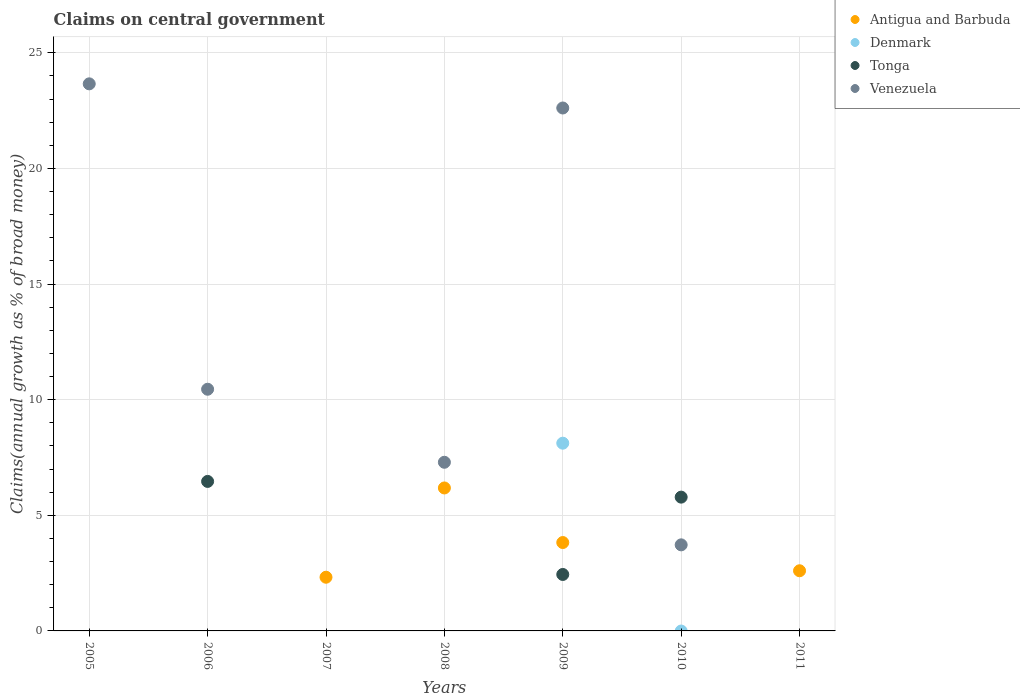 Claims on central government
Antigua and Barbuda
Denmark
Tonga
Venezuela
Claims(annual growth as % of broad money)
25
20
15
10
5
0
2005
2006
2007
2008
2009
2010
2011
Years